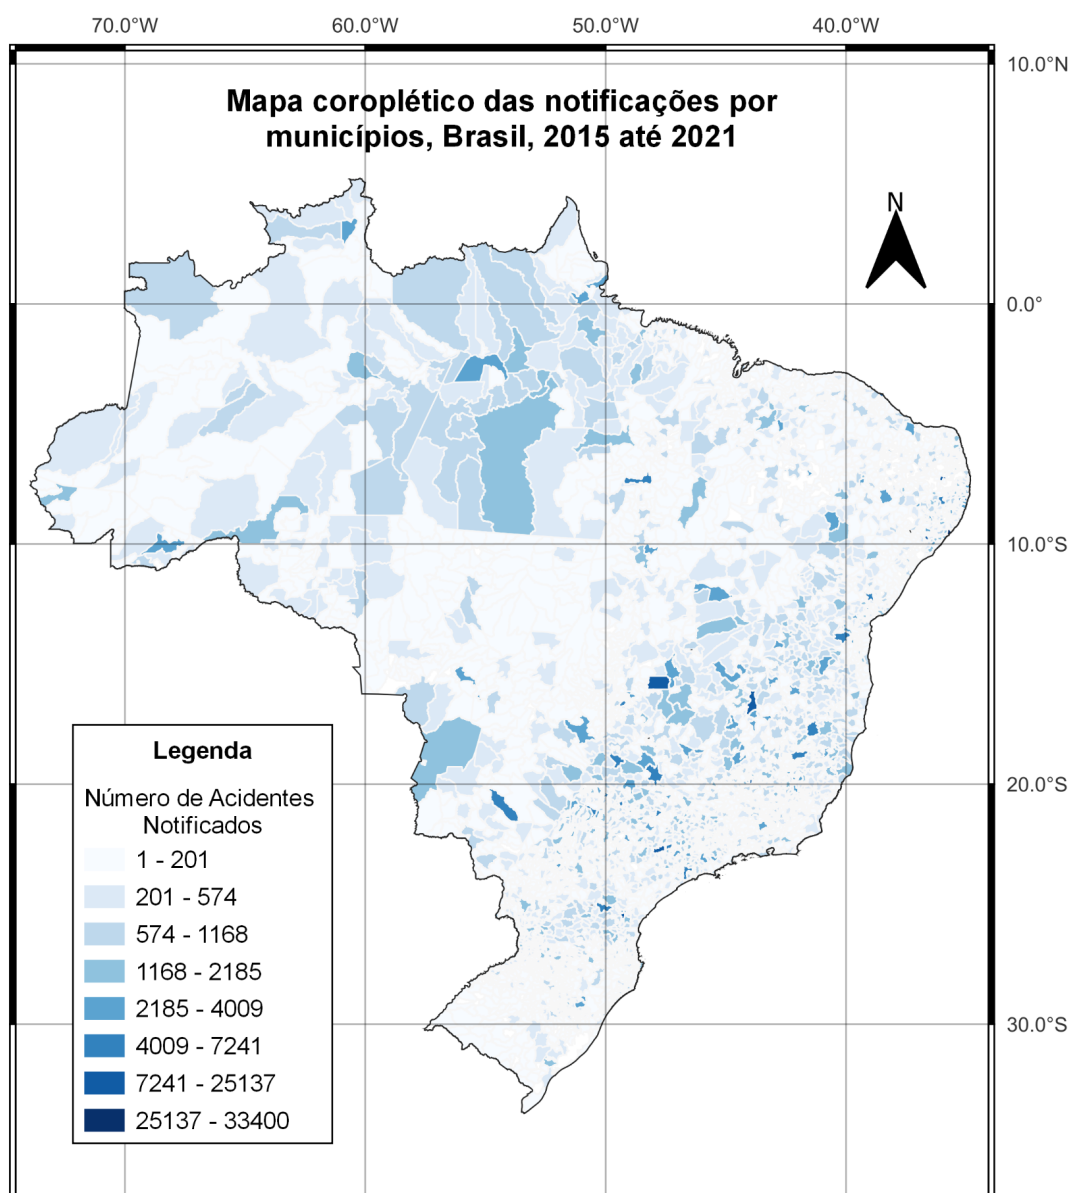 70.0°W 60.0°W 50.0°W 40.0°W
10.0°N
Mapa coroplético das notificações por
municípios, Brasil, 2015 até 2021
N
0.0°
10.0°S
20.0°S
30.0°S
Legenda
Número de Acidentes
Notificados
1 - 201
201 - 574
574 - 1168
1168 - 2185
2185 - 4009
4009 - 7241
7241 - 25137
25137 - 33400